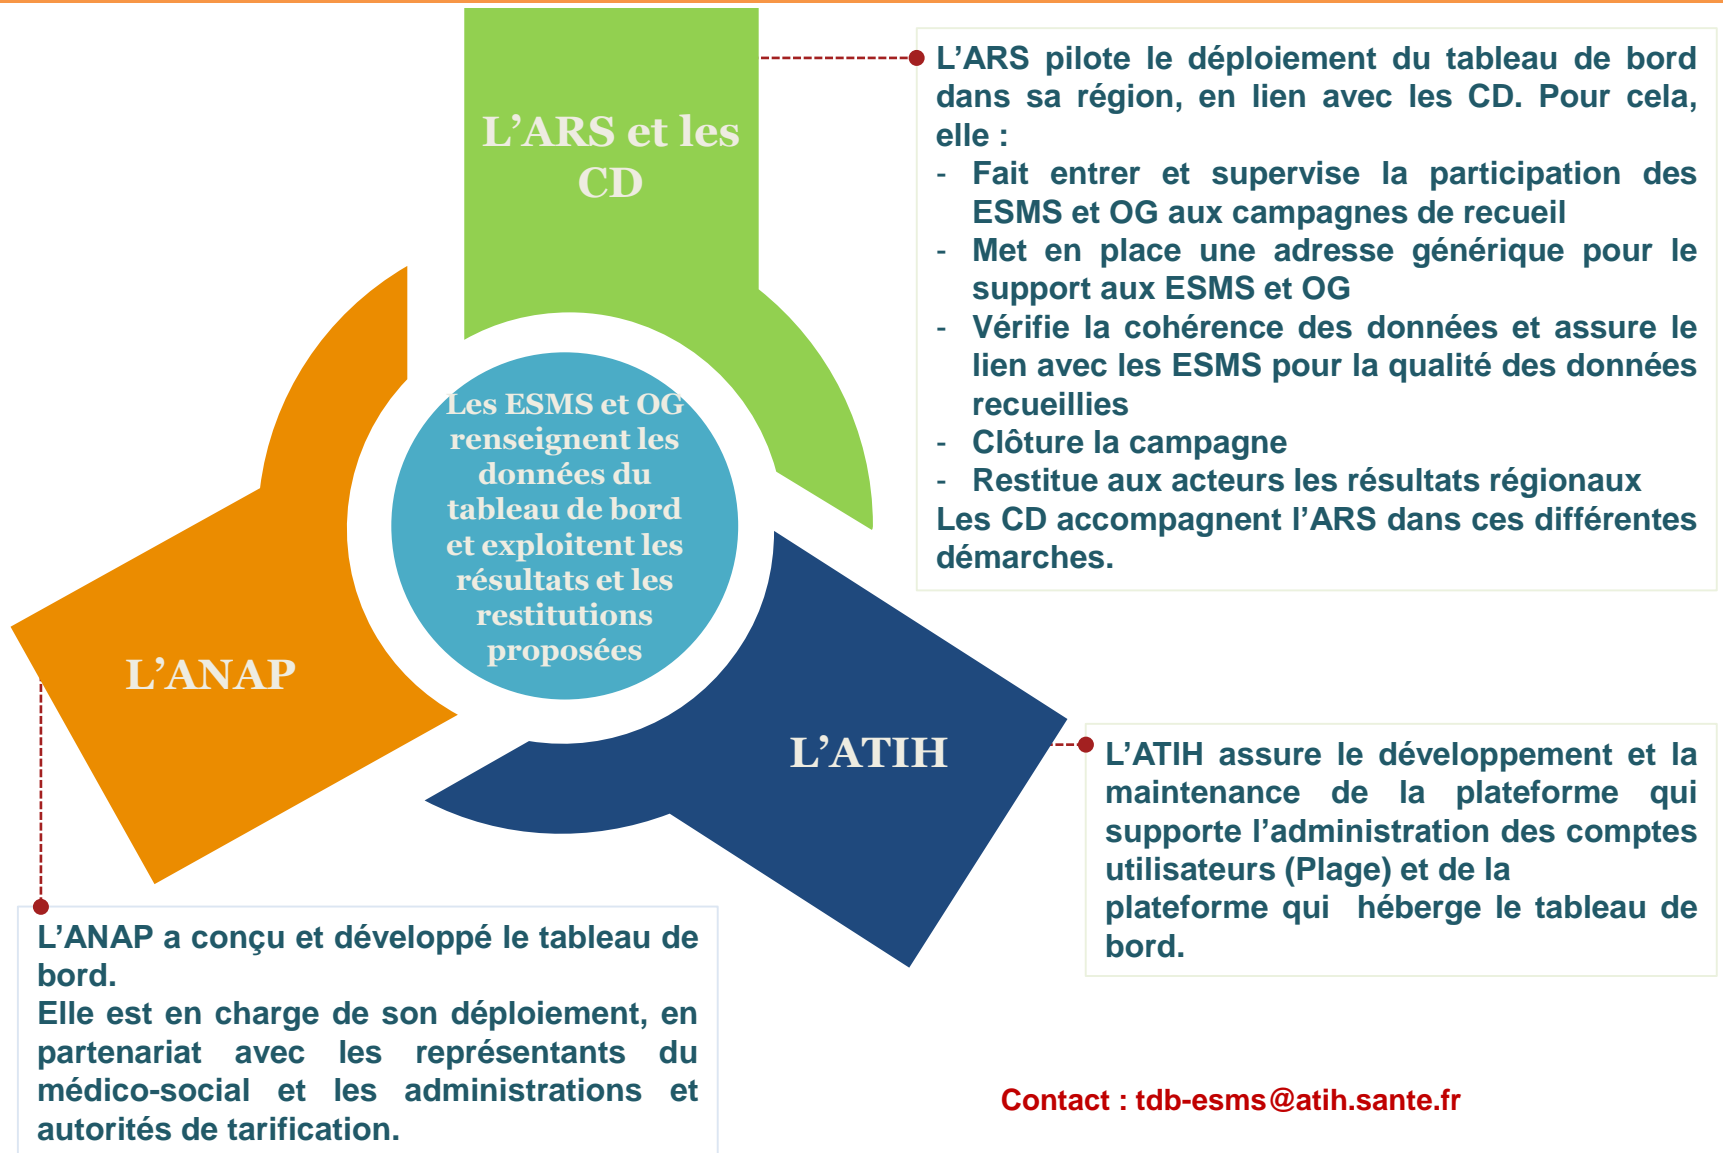 L’ARS et les
CD
L’ARS pilote le déploiement du tableau de bord
dans sa région, en lien avec les CD. Pour cela,
elle :
- Fait entrer et supervise la participation des
ESMS et OG aux campagnes de recueil
- Met en place une adresse générique pour le
support aux ESMS et OG
- Vérifie la cohérence des données et assure le
lien avec les ESMS pour la qualité des données
recueillies
- Clôture la campagne
- Restitue aux acteurs les résultats régionaux
Les CD accompagnent l’ARS dans ces différentes
démarches.
Les ESMS et OG
renseignent les
données du
tableau de bord
et exploitent les
résultats et les
restitutions
proposées
L’ANAP
L’ATIH
L’ATIH assure le développement et la
maintenance de la plateforme qui
supporte l’administration des comptes
utilisateurs (Plage) et de la
plateforme qui héberge le tableau de
bord.
L’ANAP a conçu et développé le tableau de
bord.
Elle est en charge de son déploiement, en
partenariat avec les représentants du
médico-social et les administrations et
autorités de tarification.
Contact : tdb-esms@atih.sante.fr